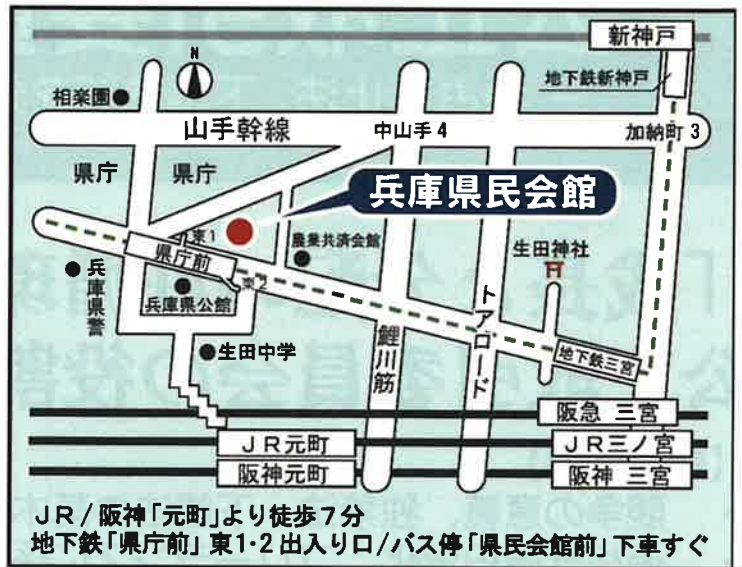 新神戸
N
地下鉄新神戸
相楽園
山手幹線
中山手4
加納町3
県庁
県庁
兵庫県民会館
東1
農業共済会館
生田神社
県庁前
東2
兵庫県警
兵庫県公館
トアロード
鯉川筋
生田中学
地下鉄三宮
阪急 三宮
JR元町
JR三ノ宮
阪神元町
阪神 三宮
JR/阪神「元町」より徒歩7分
地下鉄「県庁前」東1・2出入り口/バス停「県民会館前」下車すぐ